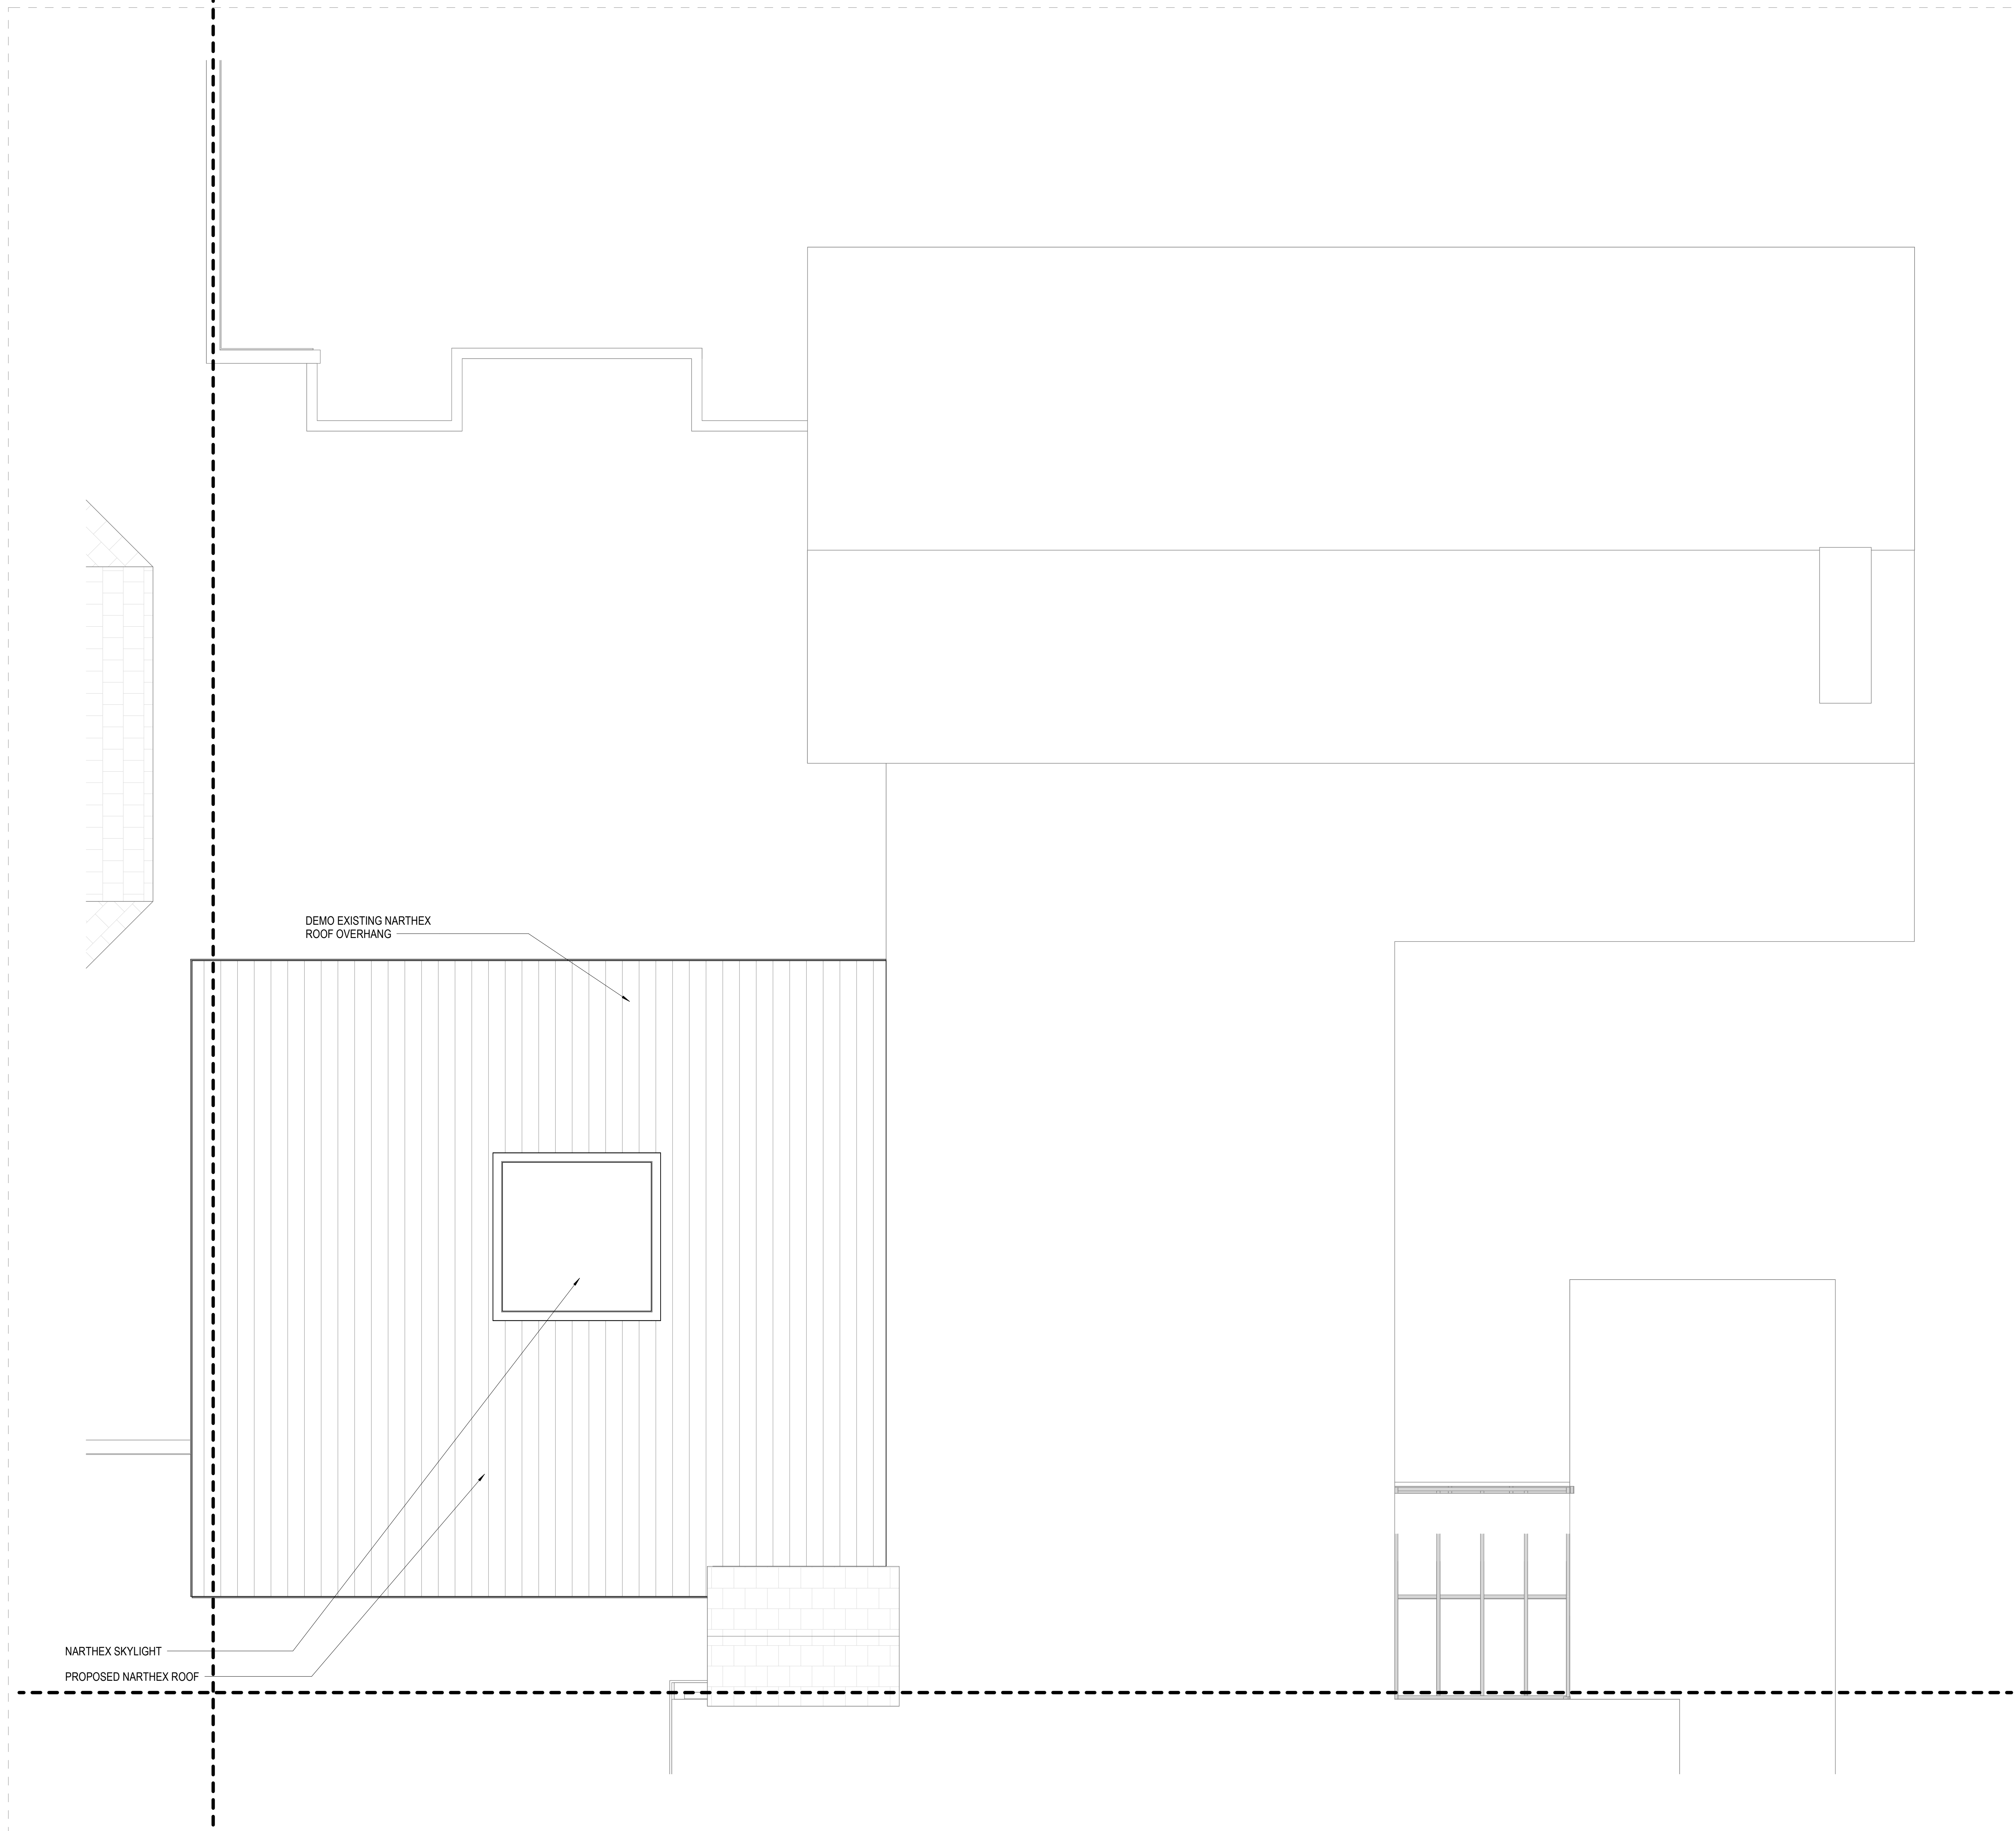 DEMO EXISTING NARTHEX
ROOF OVERHANG
NARTHEX SKYLIGHT
PROPOSED NARTHEX ROOF